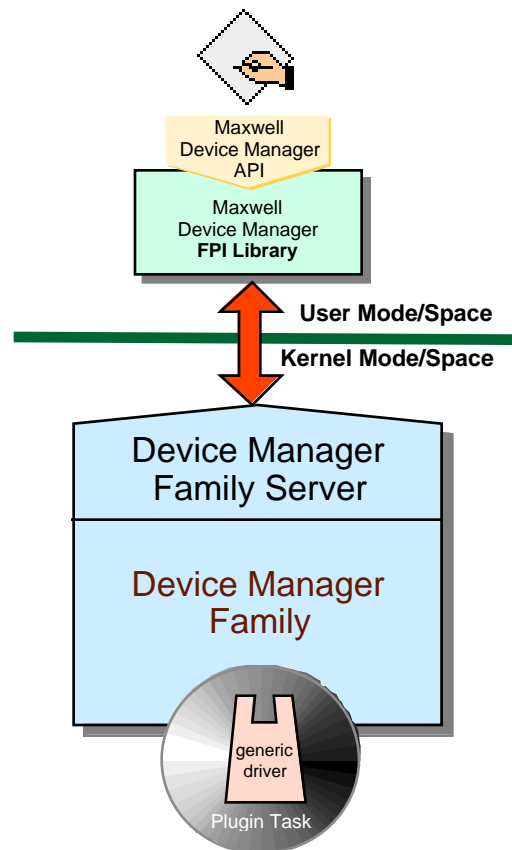 Maxwell
Device Manager
API
Maxwell
Device Manager
FPI Library
User Mode/Space
Kernel Mode/Space
Device Manager
Family Server
Device Manager
Family
generic
driver
Plugin Task